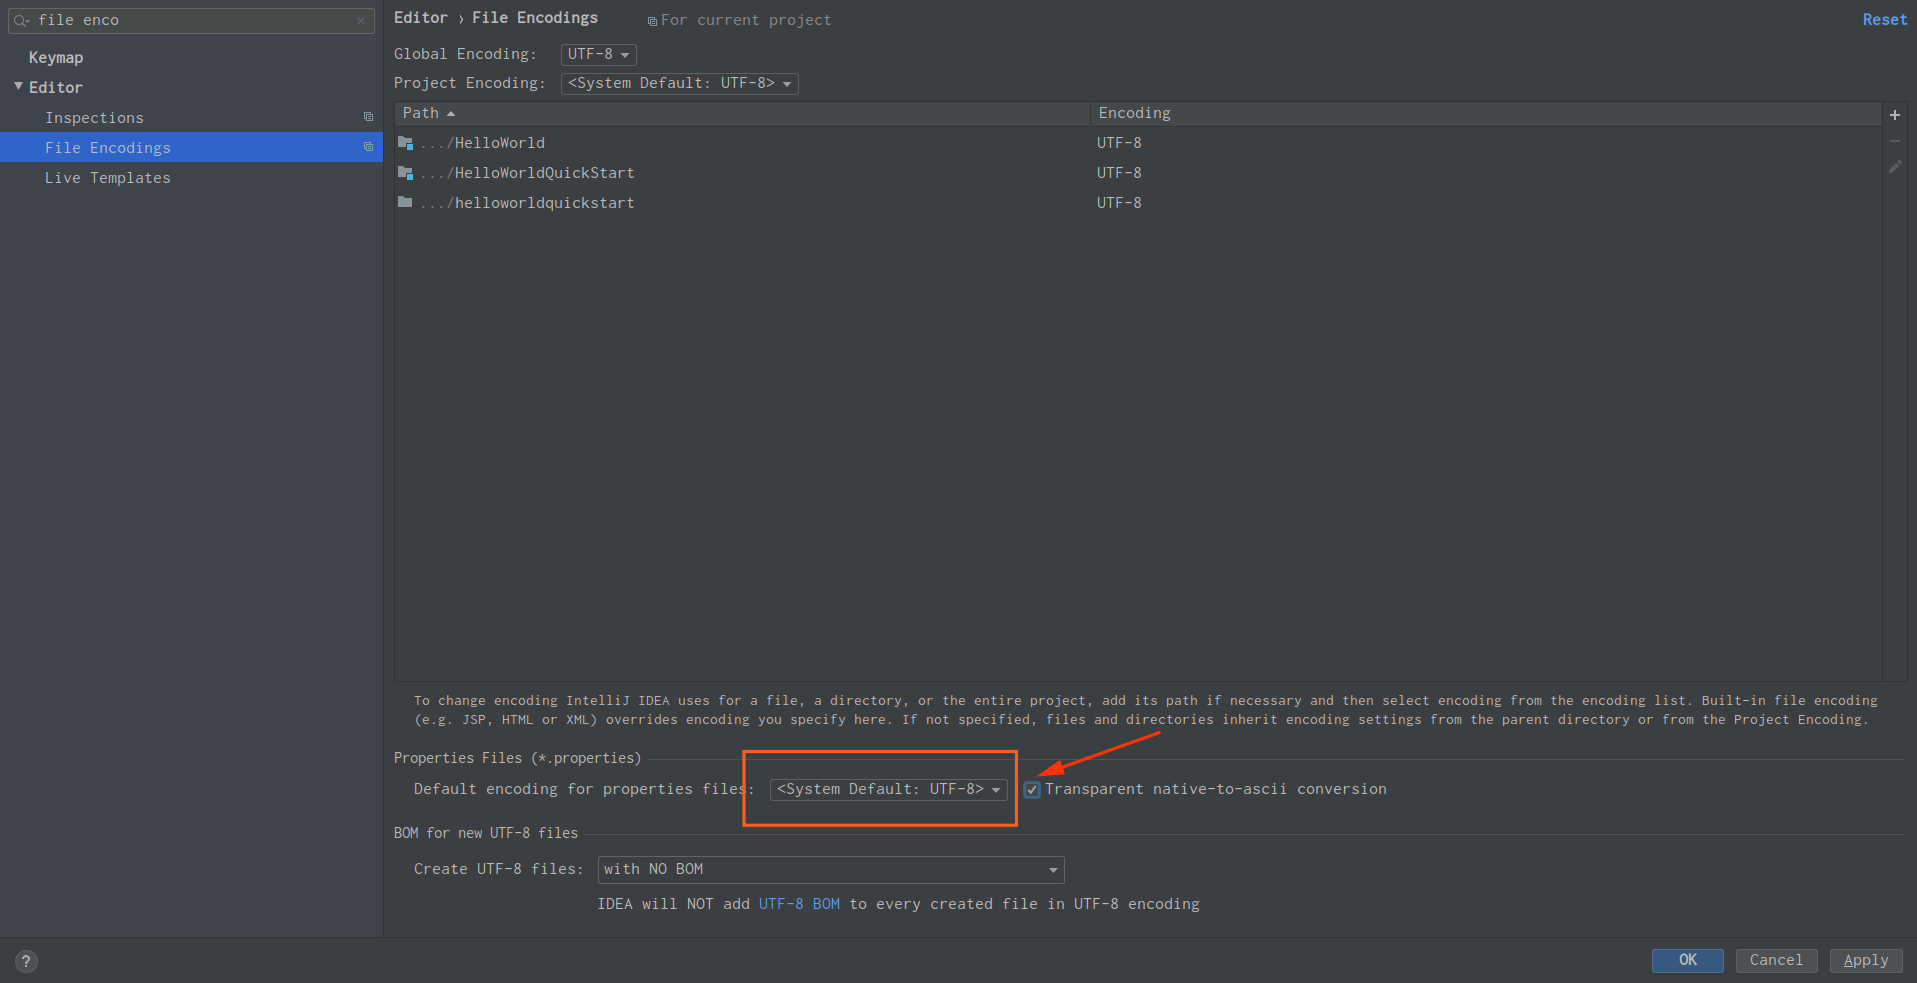 file enco
Keymap
Editor
Inspections
File Encodings
Live Templates
Editor › File Encodings
For current project
Reset
Global Encoding: UTF-8
Project Encoding: <System Default: UTF-8>
Path Encoding
.../HelloWorld UTF-8
.../HelloWorldQuickStart UTF-8
.../helloworldquickstart UTF-8
To change encoding IntelliJ IDEA uses for a file, a directory, or the entire project, add its path if necessary and then select encoding from the encoding list. Built-in file encoding
(e.g. JSP, HTML or XML) overrides encoding you specify here. If not specified, files and directories inherit encoding settings from the parent directory or from the Project Encoding.
Properties Files (*.properties)
Default encoding for properties files: <System Default: UTF-8> Transparent native-to-ascii conversion
BOM for new UTF-8 files
Create UTF-8 files: with NO BOM
IDEA will NOT add UTF-8 BOM to every created file in UTF-8 encoding
?
OK Cancel Apply